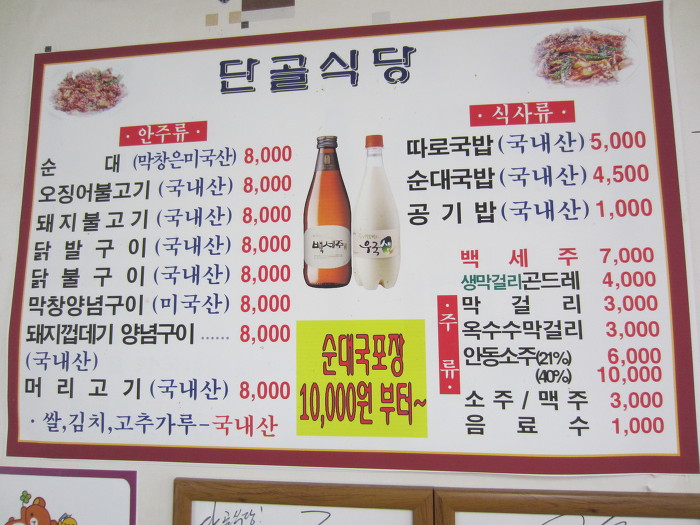 단골식당
· 안주류 ·
순 대 (막창은미국산) 8,000
오징어불고기 (국내산) 8,000
돼지불고기 (국내산) 8,000
닭발구이 (국내산) 8,000
닭불구이 (국내산) 8,000
막창양념구이 (미국산) 8,000
돼지껍데기 양념구이 ...... 8,000
(국내산)
머리고기 (국내산) 8,000
· 쌀,김치,고추가루-국내산
백세주
우국생
순대국포장
10,000원 부터~
· 식사류 ·
따로국밥 (국내산) 5,000
순대국밥 (국내산) 4,500
공기밥 (국내산) 1,000
· 주류 ·
백세주 7,000
생막걸리곤드레 4,000
막걸리 3,000
옥수수막걸리 3,000
안동소주(21%) 6,000
(40%) 10,000
소주/맥주 3,000
음료수 1,000